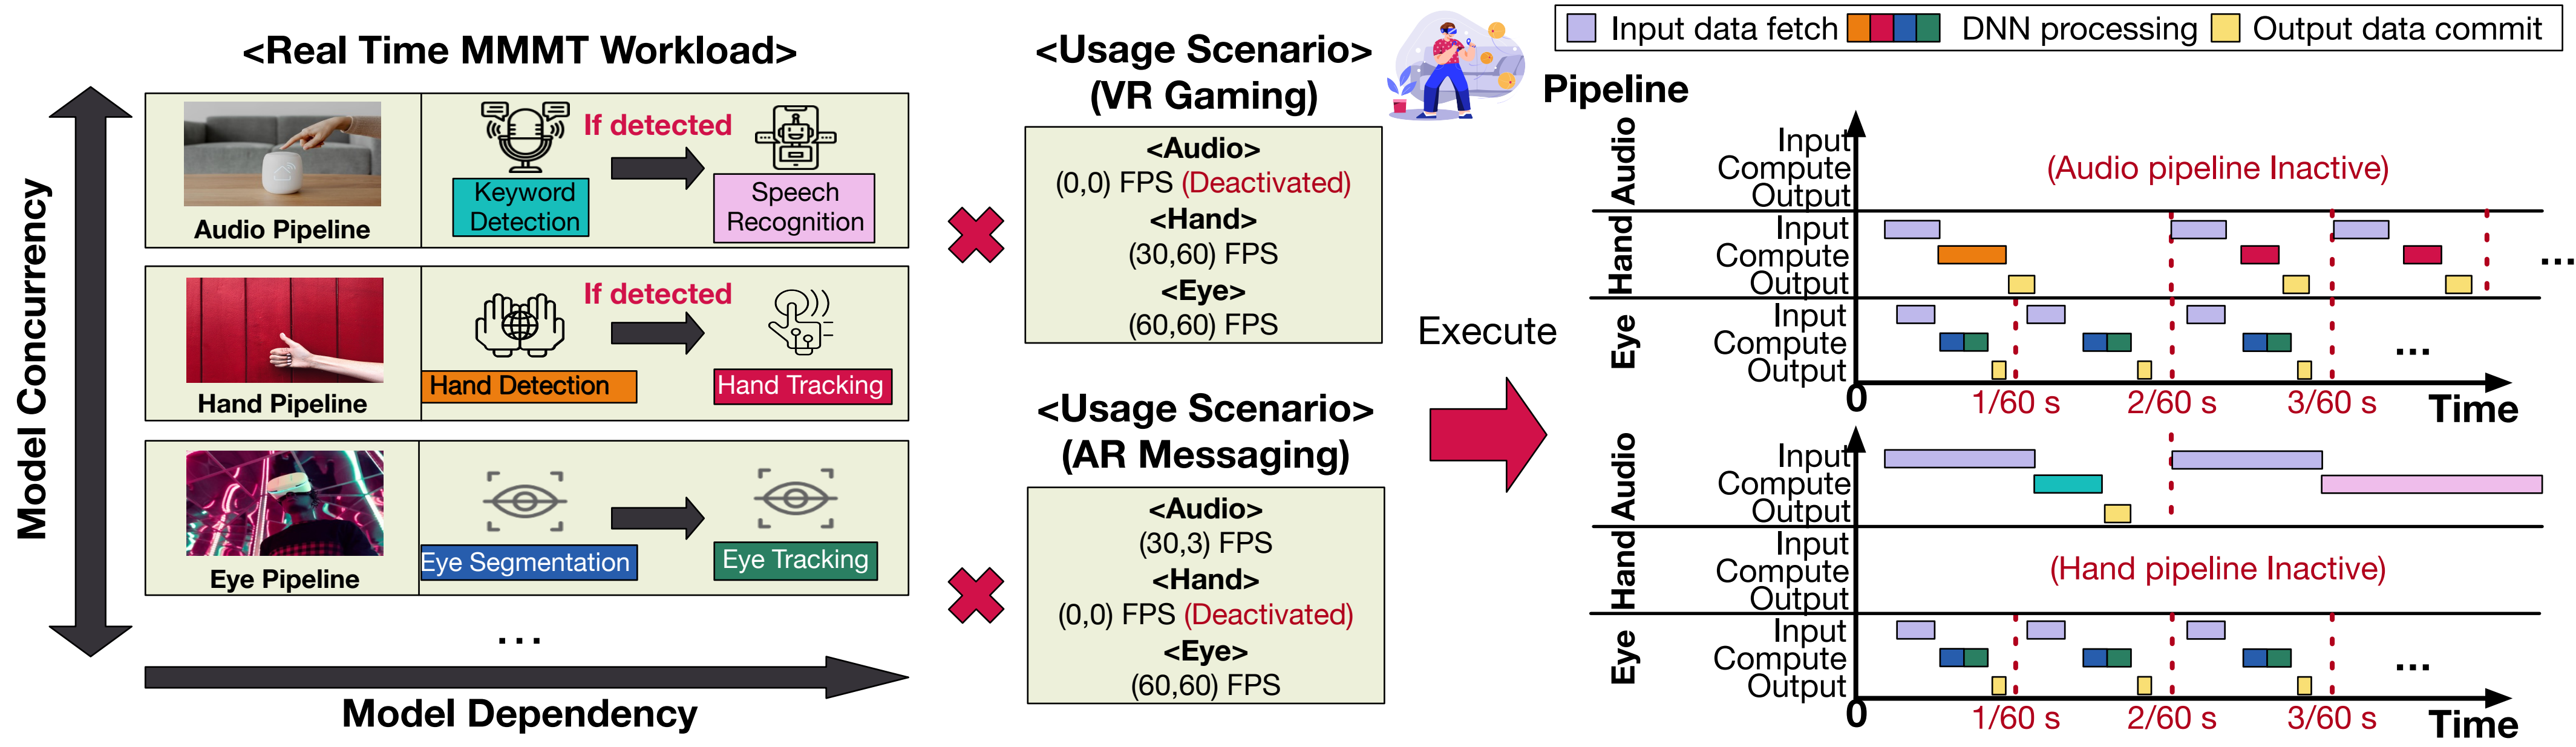 <Real Time MMMT Workload>
Model Concurrency
Audio Pipeline
Keyword
Detection
If detected
Speech
Recognition
Hand Pipeline
Hand Detection
If detected
Hand Tracking
Eye Pipeline
Eye Segmentation
Eye Tracking
...
Model Dependency
<Usage Scenario>
(VR Gaming)
<Audio>
(0,0) FPS (Deactivated)
<Hand>
(30,60) FPS
<Eye>
(60,60) FPS
<Usage Scenario>
(AR Messaging)
<Audio>
(30,3) FPS
<Hand>
(0,0) FPS (Deactivated)
<Eye>
(60,60) FPS
Execute
Input data fetch DNN processing Output data commit
Pipeline
Audio
Input
Compute
Output
(Audio pipeline Inactive)
Hand
Input
Compute
Output
...
Eye
Input
Compute
Output
...
0 1/60 s 2/60 s 3/60 s Time
Audio
Input
Compute
Output
Hand
Input
Compute
Output
(Hand pipeline Inactive)
Eye
Input
Compute
Output
...
0 1/60 s 2/60 s 3/60 s Time